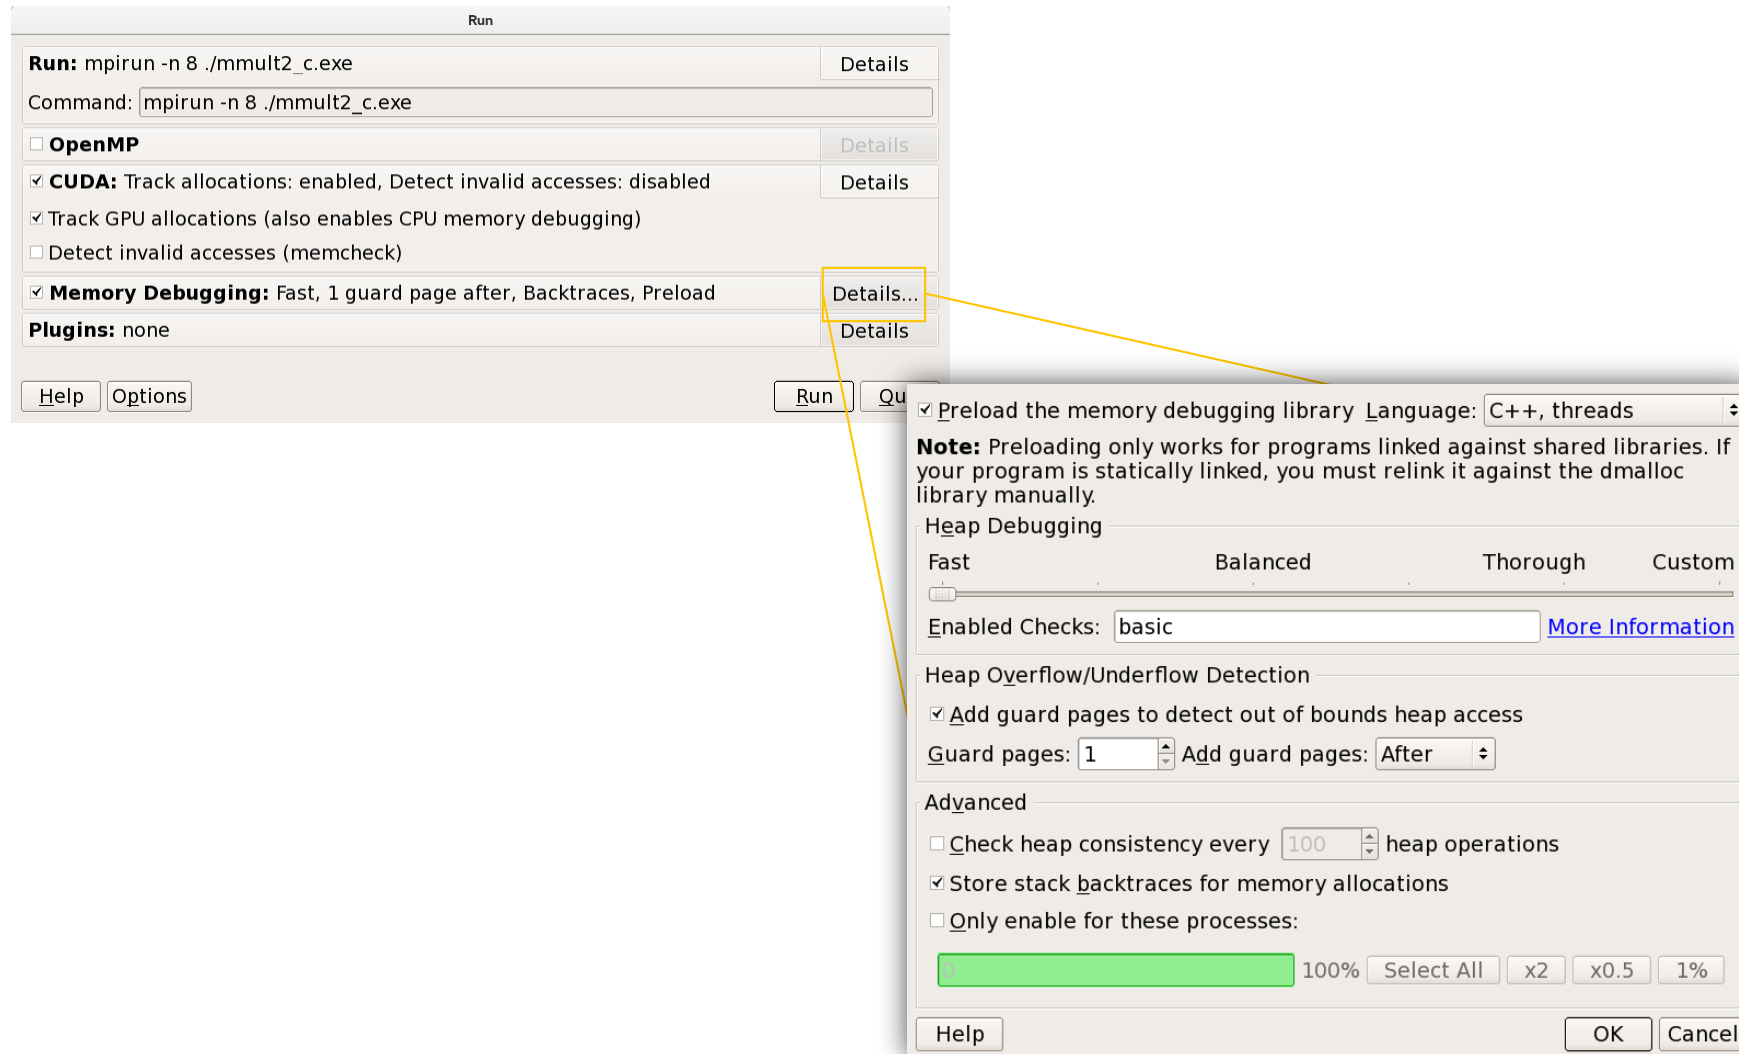 Run
Run: mpirun -n 8 ./mmult2_c.exe Details
Command: mpirun -n 8 ./mmult2_c.exe
OpenMP Details
CUDA: Track allocations: enabled, Detect invalid accesses: disabled Details
Track GPU allocations (also enables CPU memory debugging)
Detect invalid accesses (memcheck)
Memory Debugging: Fast, 1 guard page after, Backtraces, Preload Details...
Plugins: none Details
Help Options Run Qu
Preload the memory debugging library Language: C++, threads
Note: Preloading only works for programs linked against shared libraries. If
your program is statically linked, you must relink it against the dmalloc
library manually.
Heap Debugging
Fast Balanced Thorough Custom
Enabled Checks: basic More Information
Heap Overflow/Underflow Detection
Add guard pages to detect out of bounds heap access
Guard pages: 1 Add guard pages: After
Advanced
Check heap consistency every 100 heap operations
Store stack backtraces for memory allocations
Only enable for these processes:
0 100% Select All x2 x0.5 1%
Help OK Cancel